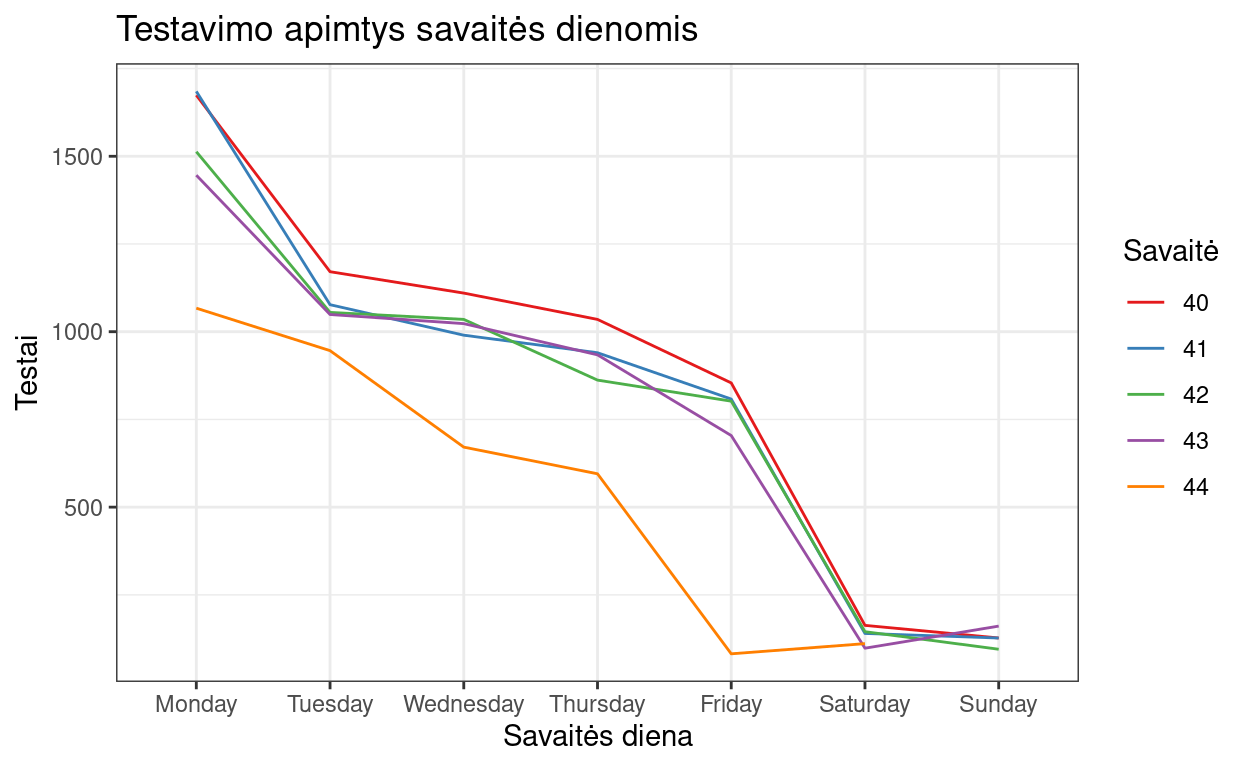 Testavimo apimtys savaitės dienomis
1500
1000
500
Testai
Monday Tuesday Wednesday Thursday Friday Saturday Sunday
Savaitės diena
Savaitė
40
41
42
43
44